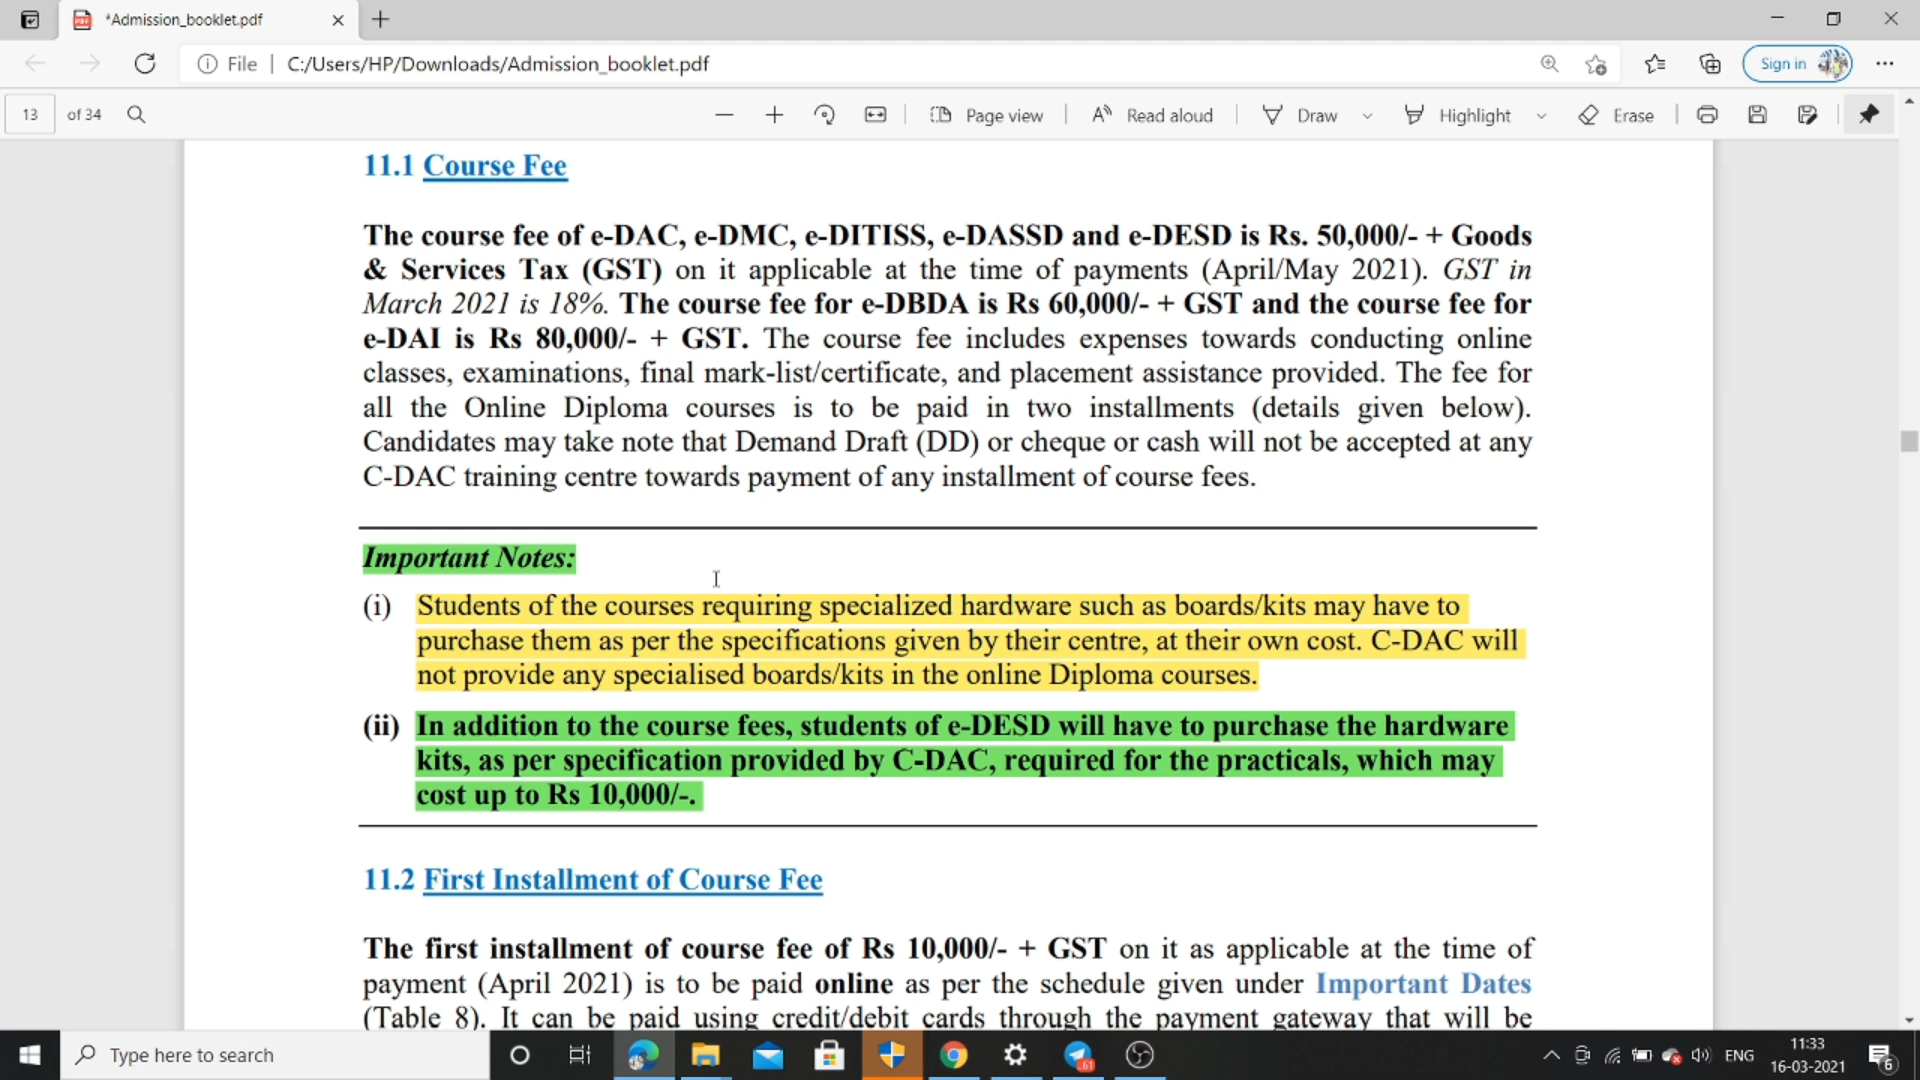 *Admission_booklet.pdf
File | C:/Users/HP/Downloads/Admission_booklet.pdf
Sign in
13 of 34
Page view
Read aloud
Draw
Highlight
Erase
11.1 Course Fee
The course fee of e-DAC, e-DMC, e-DITISS, e-DASSD and e-DESD is Rs. 50,000/- + Goods
& Services Tax (GST) on it applicable at the time of payments (April/May 2021). GST in
March 2021 is 18%. The course fee for e-DBDA is Rs 60,000/- + GST and the course fee for
e-DAI is Rs 80,000/- + GST. The course fee includes expenses towards conducting online
classes, examinations, final mark-list/certificate, and placement assistance provided. The fee for
all the Online Diploma courses is to be paid in two installments (details given below).
Candidates may take note that Demand Draft (DD) or cheque or cash will not be accepted at any
C-DAC training centre towards payment of any installment of course fees.
Important Notes:
(i) Students of the courses requiring specialized hardware such as boards/kits may have to
purchase them as per the specifications given by their centre, at their own cost. C-DAC will
not provide any specialised boards/kits in the online Diploma courses.
(ii) In addition to the course fees, students of e-DESD will have to purchase the hardware
kits, as per specification provided by C-DAC, required for the practicals, which may
cost up to Rs 10,000/-.
11.2 First Installment of Course Fee
The first installment of course fee of Rs 10,000/- + GST on it as applicable at the time of
payment (April 2021) is to be paid online as per the schedule given under Important Dates
(Table 8). It can be paid using credit/debit cards through the payment gateway that will be
Type here to search
ENG
11:33
16-03-2021
6